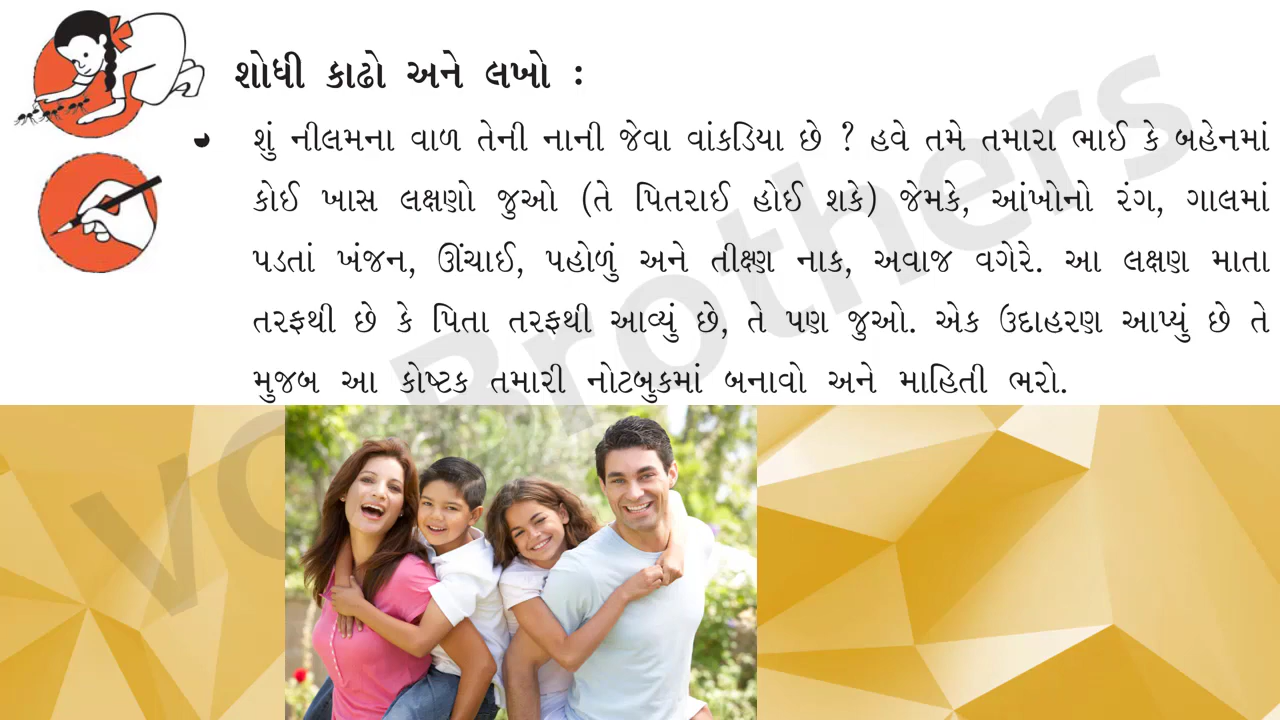 શોધી કાઢો અને લખો :
શું નીલમના વાળ તેની નાની જેવા વાંકડિયા છે ? હવે તમે તમારા ભાઈ કે બહેનમાં
કોઈ ખાસ લક્ષણો જુઓ (તે પિતરાઈ હોઈ શકે) જેમકે, આંખોનો રંગ, ગાલમાં
પડતાં ખંજન, ઊંચાઈ, પહોળું અને તીક્ષ્ણ નાક, અવાજ વગેરે. આ લક્ષણ માતા
તરફથી છે કે પિતા તરફથી આવ્યું છે, તે પણ જુઓ. એક ઉદાહરણ આપ્યું છે તે
મુજબ આ કોષ્ટક તમારી નોટબુકમાં બનાવો અને માહિતી ભરો.